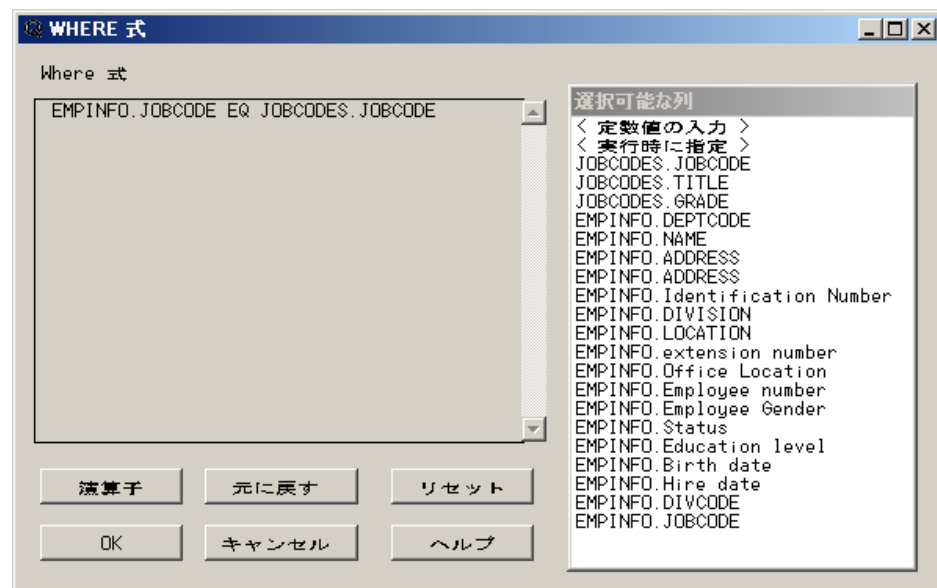 WHERE 式
Where 式
EMPINFO.JOBCODE EQ JOBCODES.JOBCODE
選択可能な列
< 定数値の入力 >
< 実行時に指定 >
JOBCODES.JOBCODE
JOBCODES.TITLE
JOBCODES.GRADE
EMPINFO.DEPTCODE
EMPINFO.NAME
EMPINFO.ADDRESS
EMPINFO.ADDRESS
EMPINFO.Identification Number
EMPINFO.DIVISION
EMPINFO.LOCATION
EMPINFO.extension number
EMPINFO.Office Location
EMPINFO.Employee number
EMPINFO.Employee Gender
EMPINFO.Status
EMPINFO.Education level
EMPINFO.Birth date
EMPINFO.Hire date
EMPINFO.DIVCODE
EMPINFO.JOBCODE
演算子
元に戻す
リセット
OK
キャンセル
ヘルプ